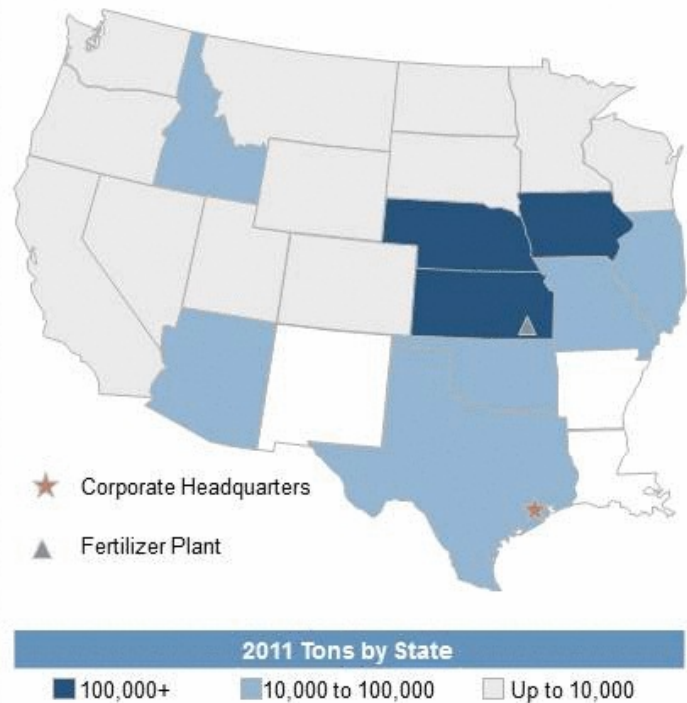 Corporate Headquarters
Fertilizer Plant
2011 Tons by State
100,000+ 10,000 to 100,000 Up to 10,000